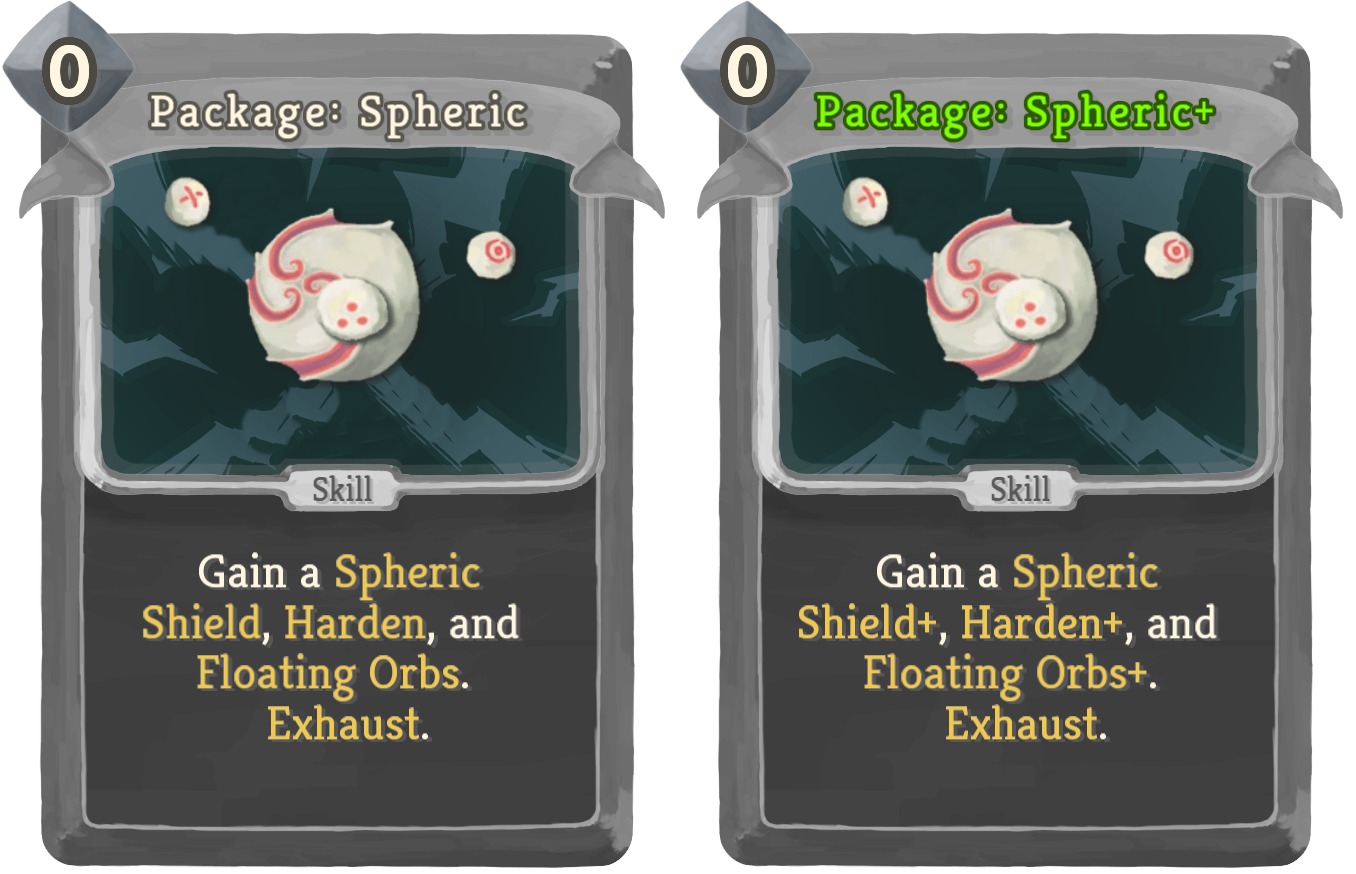 0
Package: Spheric
Skill
Gain a Spheric
Shield, Harden, and
Floating Orbs.
Exhaust.
0
Package: Spheric+
Skill
Gain a Spheric
Shield+, Harden+, and
Floating Orbs+.
Exhaust.